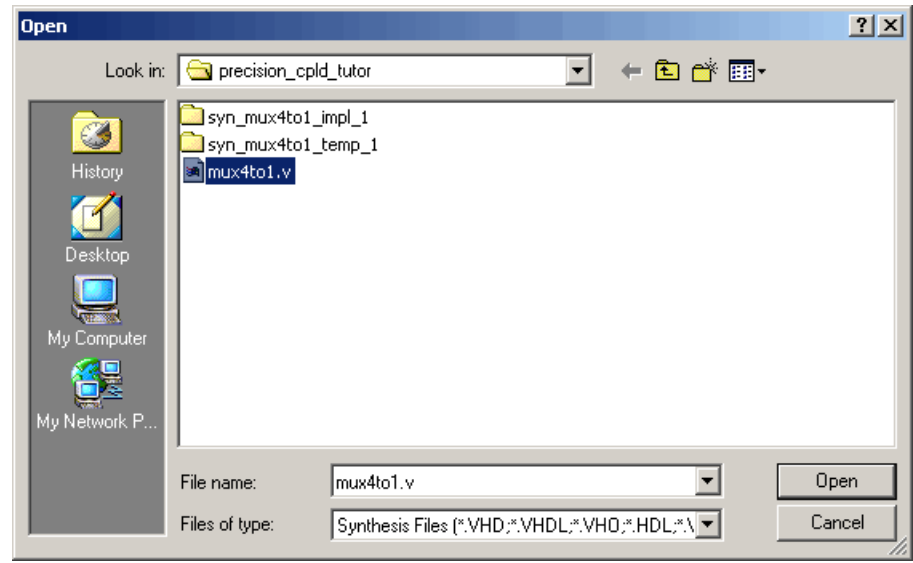 Open
Look in: precision_cpld_tutor
syn_mux4to1_impl_1
syn_mux4to1_temp_1
mux4to1.v
History
Desktop
My Computer
My Network P...
File name: mux4to1.v Open
Files of type: Synthesis Files (*.VHD;*.VHDL;*.VHO;*.HDL;*.\ Cancel